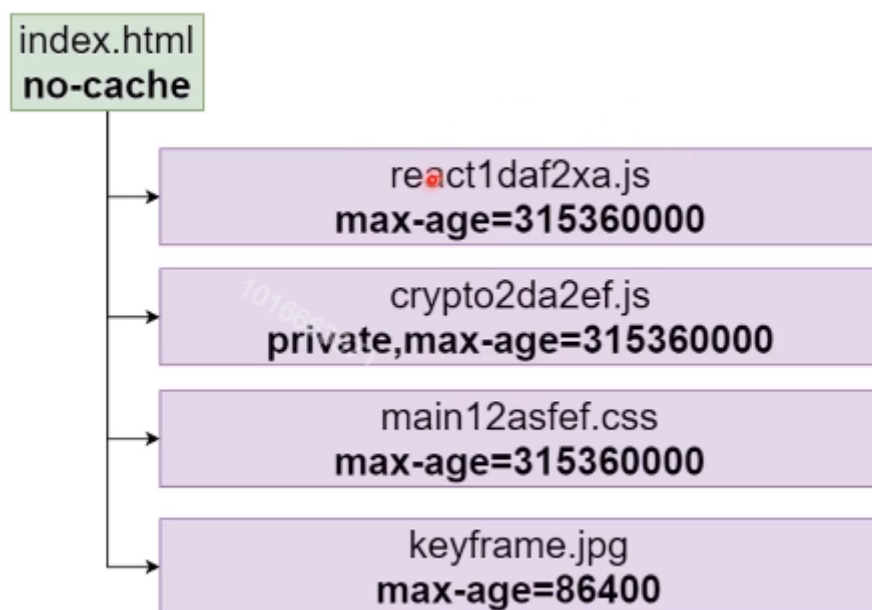 index.html
no-cache
react1daf2xa.js
max-age=315360000
crypto2da2ef.js
private,max-age=315360000
main12asfef.css
max-age=315360000
keyframe.jpg
max-age=86400